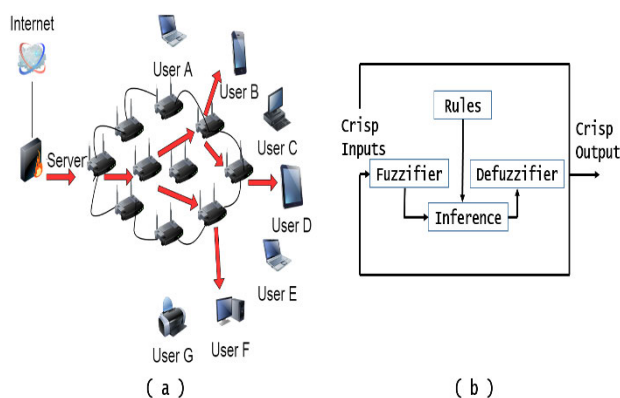 Internet
Server
User A
User B
User C
User D
User E
User F
User G
( a )
Crisp
Inputs
Rules
Fuzzifier
Defuzzifier
Inference
Crisp
Output
( b )